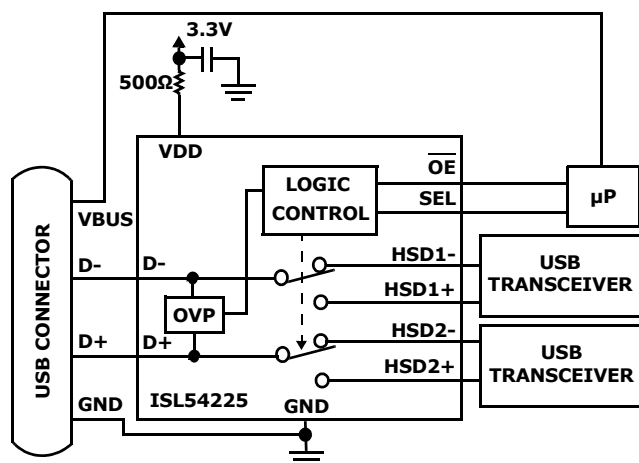 3.3V
500Ω
VDD
OE
LOGIC
CONTROL
SEL
µP
USB CONNECTOR
VBUS
D-
D-
HSD1-
USB
TRANSCEIVER
HSD1+
OVP
D+
D+
HSD2-
USB
TRANSCEIVER
HSD2+
GND
ISL54225
GND